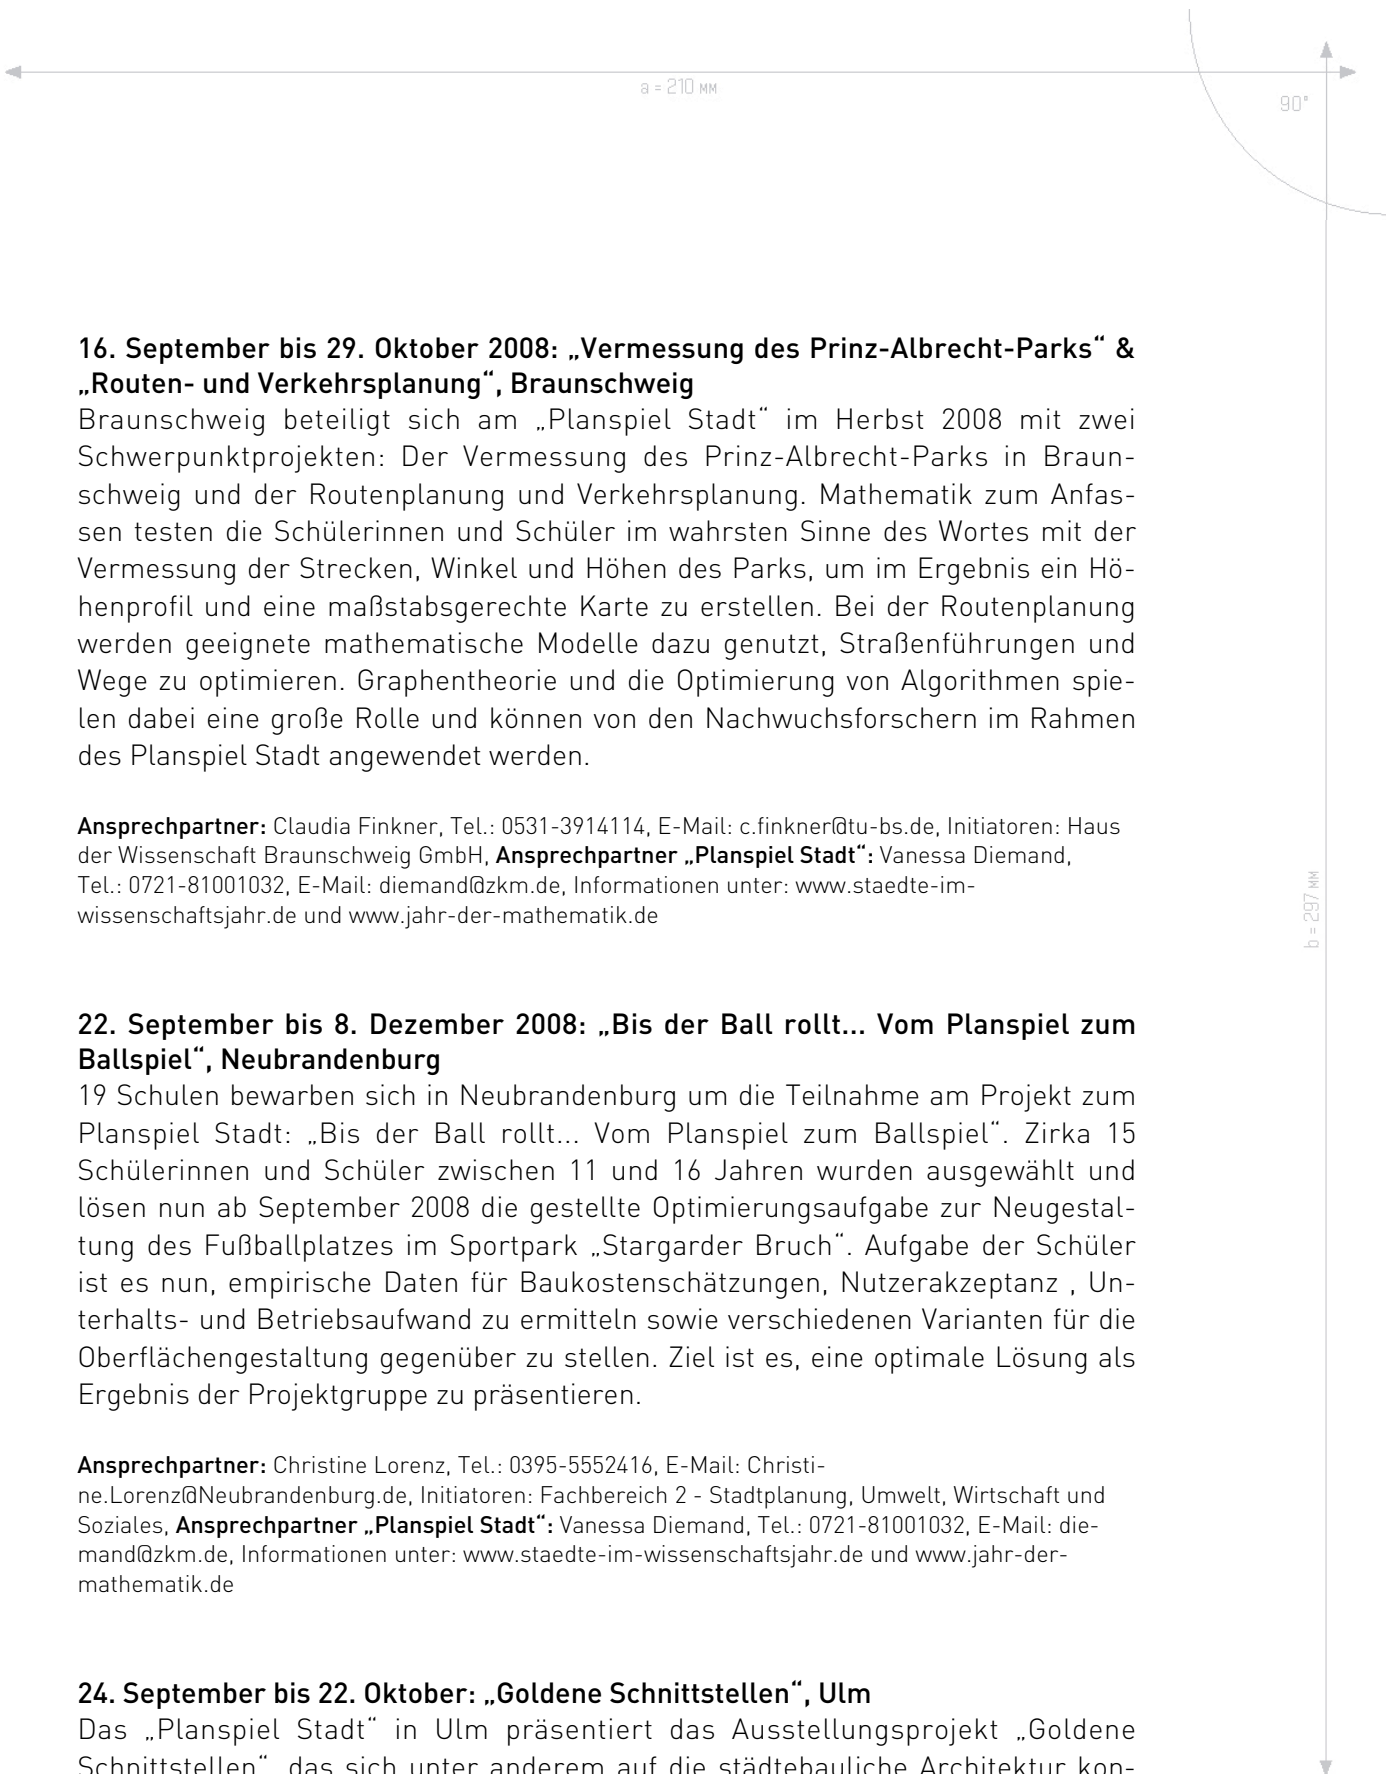 a = 210 MM
90°
16. September bis 29. Oktober 2008: „Vermessung des Prinz-Albrecht-Parks“ &
„Routen- und Verkehrsplanung“, Braunschweig
Braunschweig beteiligt sich am „Planspiel Stadt“ im Herbst 2008 mit zwei
Schwerpunktprojekten: Der Vermessung des Prinz-Albrecht-Parks in Braun-
schweig und der Routenplanung und Verkehrsplanung. Mathematik zum Anfas-
sen testen die Schülerinnen und Schüler im wahrsten Sinne des Wortes mit der
Vermessung der Strecken, Winkel und Höhen des Parks, um im Ergebnis ein Hö-
henprofil und eine maßstabsgerechte Karte zu erstellen. Bei der Routenplanung
werden geeignete mathematische Modelle dazu genutzt, Straßenführungen und
Wege zu optimieren. Graphentheorie und die Optimierung von Algorithmen spie-
len dabei eine große Rolle und können von den Nachwuchsforschern im Rahmen
des Planspiel Stadt angewendet werden.
Ansprechpartner: Claudia Finkner, Tel.: 0531-3914114, E-Mail: c.finkner@tu-bs.de, Initiatoren: Haus
der Wissenschaft Braunschweig GmbH, Ansprechpartner „Planspiel Stadt“: Vanessa Diemand,
Tel.: 0721-81001032, E-Mail: diemand@zkm.de, Informationen unter: www.staedte-im-
wissenschaftsjahr.de und www.jahr-der-mathematik.de
b = 297 MM
22. September bis 8. Dezember 2008: „Bis der Ball rollt... Vom Planspiel zum
Ballspiel“, Neubrandenburg
19 Schulen bewarben sich in Neubrandenburg um die Teilnahme am Projekt zum
Planspiel Stadt: „Bis der Ball rollt... Vom Planspiel zum Ballspiel“. Zirka 15
Schülerinnen und Schüler zwischen 11 und 16 Jahren wurden ausgewählt und
lösen nun ab September 2008 die gestellte Optimierungsaufgabe zur Neugestal-
tung des Fußballplatzes im Sportpark „Stargarder Bruch“. Aufgabe der Schüler
ist es nun, empirische Daten für Baukostenschätzungen, Nutzerakzeptanz , Un-
terhalts- und Betriebsaufwand zu ermitteln sowie verschiedenen Varianten für die
Oberflächengestaltung gegenüber zu stellen. Ziel ist es, eine optimale Lösung als
Ergebnis der Projektgruppe zu präsentieren.
Ansprechpartner: Christine Lorenz, Tel.: 0395-5552416, E-Mail: Christi-
ne.Lorenz@Neubrandenburg.de, Initiatoren: Fachbereich 2 - Stadtplanung, Umwelt, Wirtschaft und
Soziales, Ansprechpartner „Planspiel Stadt“: Vanessa Diemand, Tel.: 0721-81001032, E-Mail: die-
mand@zkm.de, Informationen unter: www.staedte-im-wissenschaftsjahr.de und www.jahr-der-
mathematik.de
24. September bis 22. Oktober: „Goldene Schnittstellen“, Ulm
Das „Planspiel Stadt“ in Ulm präsentiert das Ausstellungsprojekt „Goldene
Schnittstellen“, das sich unter anderem auf die städtebauliche Architektur kon-